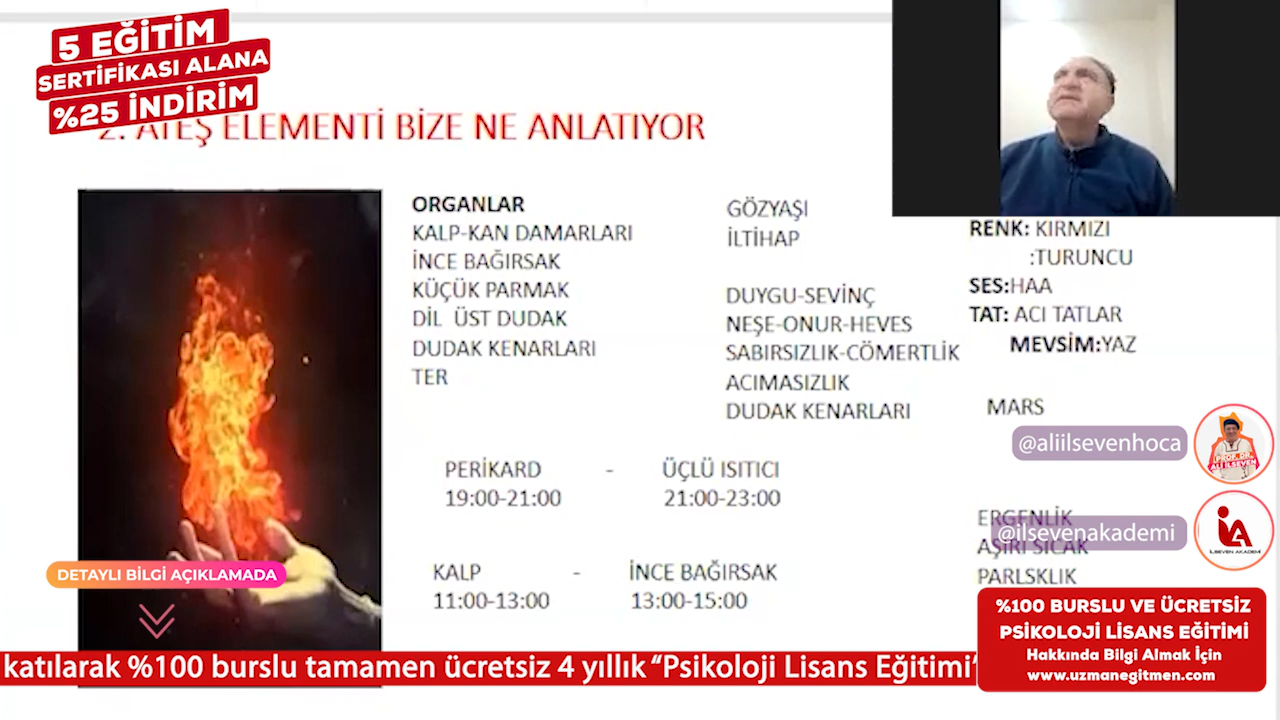 5 EĞİTİM
SERTİFİKASI ALANA
%25 İNDİRİM
2. ATEŞ ELEMENTİ BİZE NE ANLATIYOR
ORGANLAR
KALP-KAN DAMARLARI
İNCE BAĞIRSAK
KÜÇÜK PARMAK
DİL ÜST DUDAK
DUDAK KENARLARI
TER
GÖZYAŞI
İLTİHAP
DUYGU-SEVİNÇ
NEŞE-ONUR-HEVES
SABIRSIZLIK-CÖMERTLİK
ACIMASIZLIK
DUDAK KENARLARI
RENK: KIRMIZI
:TURUNCU
SES:HAA
TAT: ACI TATLAR
MEVSİM:YAZ
MARS
@aliilsevenhoca
PROF. DR.
ALİ İLSEVEN
PERİKARD - ÜÇLÜ ISITICI
19:00-21:00 21:00-23:00
ERGENLİK
@ilsevenakademi
İLSEVEN AKADEMİ
AŞIRI SICAK
PARLSKLIK
KALP - İNCE BAĞIRSAK
11:00-13:00 13:00-15:00
DETAYLI BİLGİ AÇIKLAMADA
%100 BURSLU VE ÜCRETSİZ
PSİKOLOJİ LİSANS EĞİTİMİ
Hakkında Bilgi Almak İçin
www.uzmanegitmen.com
katılarak %100 burslu tamamen ücretsiz 4 yıllık “Psikoloji Lisans Eğitimi”